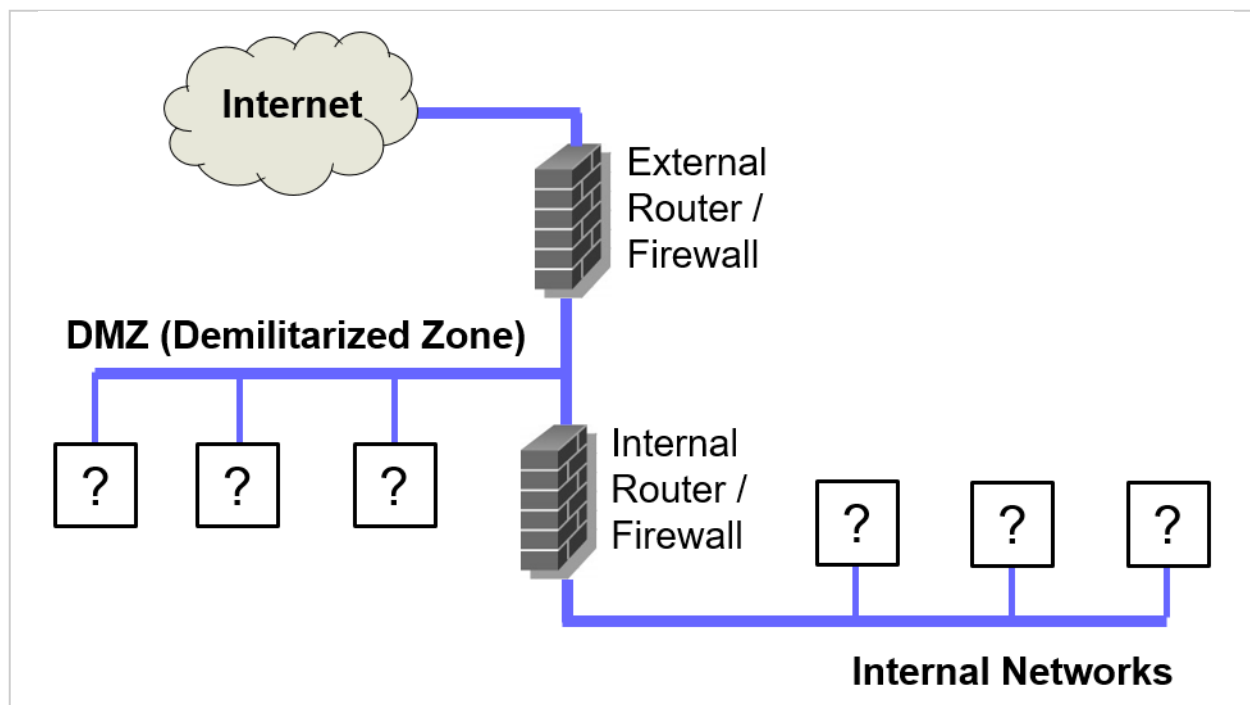 Internet
External
Router /
Firewall
DMZ (Demilitarized Zone)
Internal
Router /
Firewall
? ? ?
? ? ?
Internal Networks